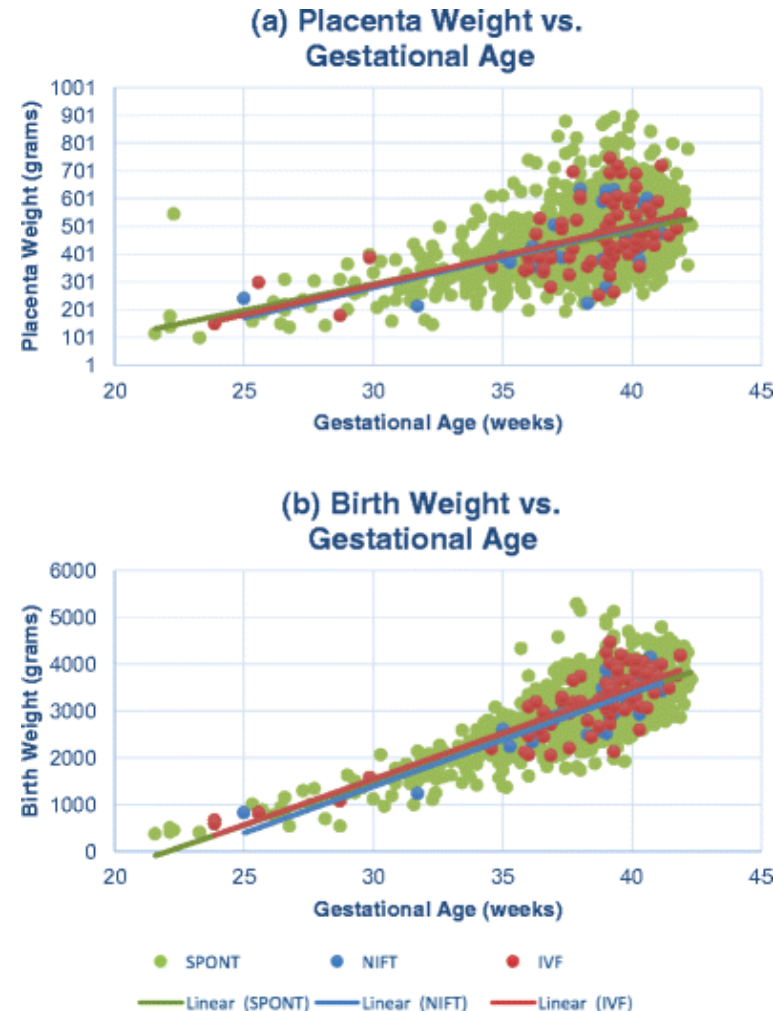 (a) Placenta Weight vs.
Gestational Age
Placenta Weight (grams)
1001
901
801
701
601
501
401
301
201
101
1
20 25 30 35 40 45
Gestational Age (weeks)
(b) Birth Weight vs.
Gestational Age
Birth Weight (grams)
6000
5000
4000
3000
2000
1000
0
20 25 30 35 40 45
Gestational Age (weeks)
SPONT NIFT IVF
Linear (SPONT) Linear (NIFT) Linear (IVF)